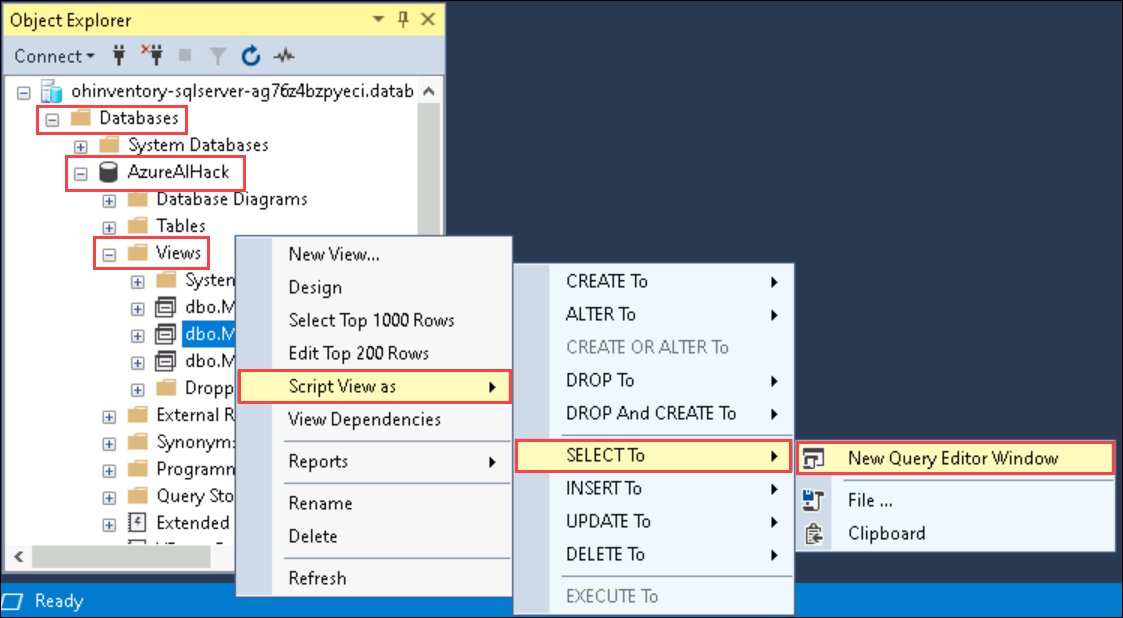 Object Explorer
Connect
ohinventory-sqlserver-ag76z4bzpyeci.datab
Databases
System Databases
AzureAIHack
Database Diagrams
Tables
Views
System
dbo.M
dbo.M
dbo.M
Dropp
External R
Synonyms
Programm
Query Sto
Extended
New View...
Design
Select Top 1000 Rows
Edit Top 200 Rows
Script View as
View Dependencies
Reports
Rename
Delete
Refresh
CREATE To
ALTER To
CREATE OR ALTER To
DROP To
DROP And CREATE To
SELECT To
INSERT To
UPDATE To
DELETE To
EXECUTE To
New Query Editor Window
File ...
Clipboard
Ready